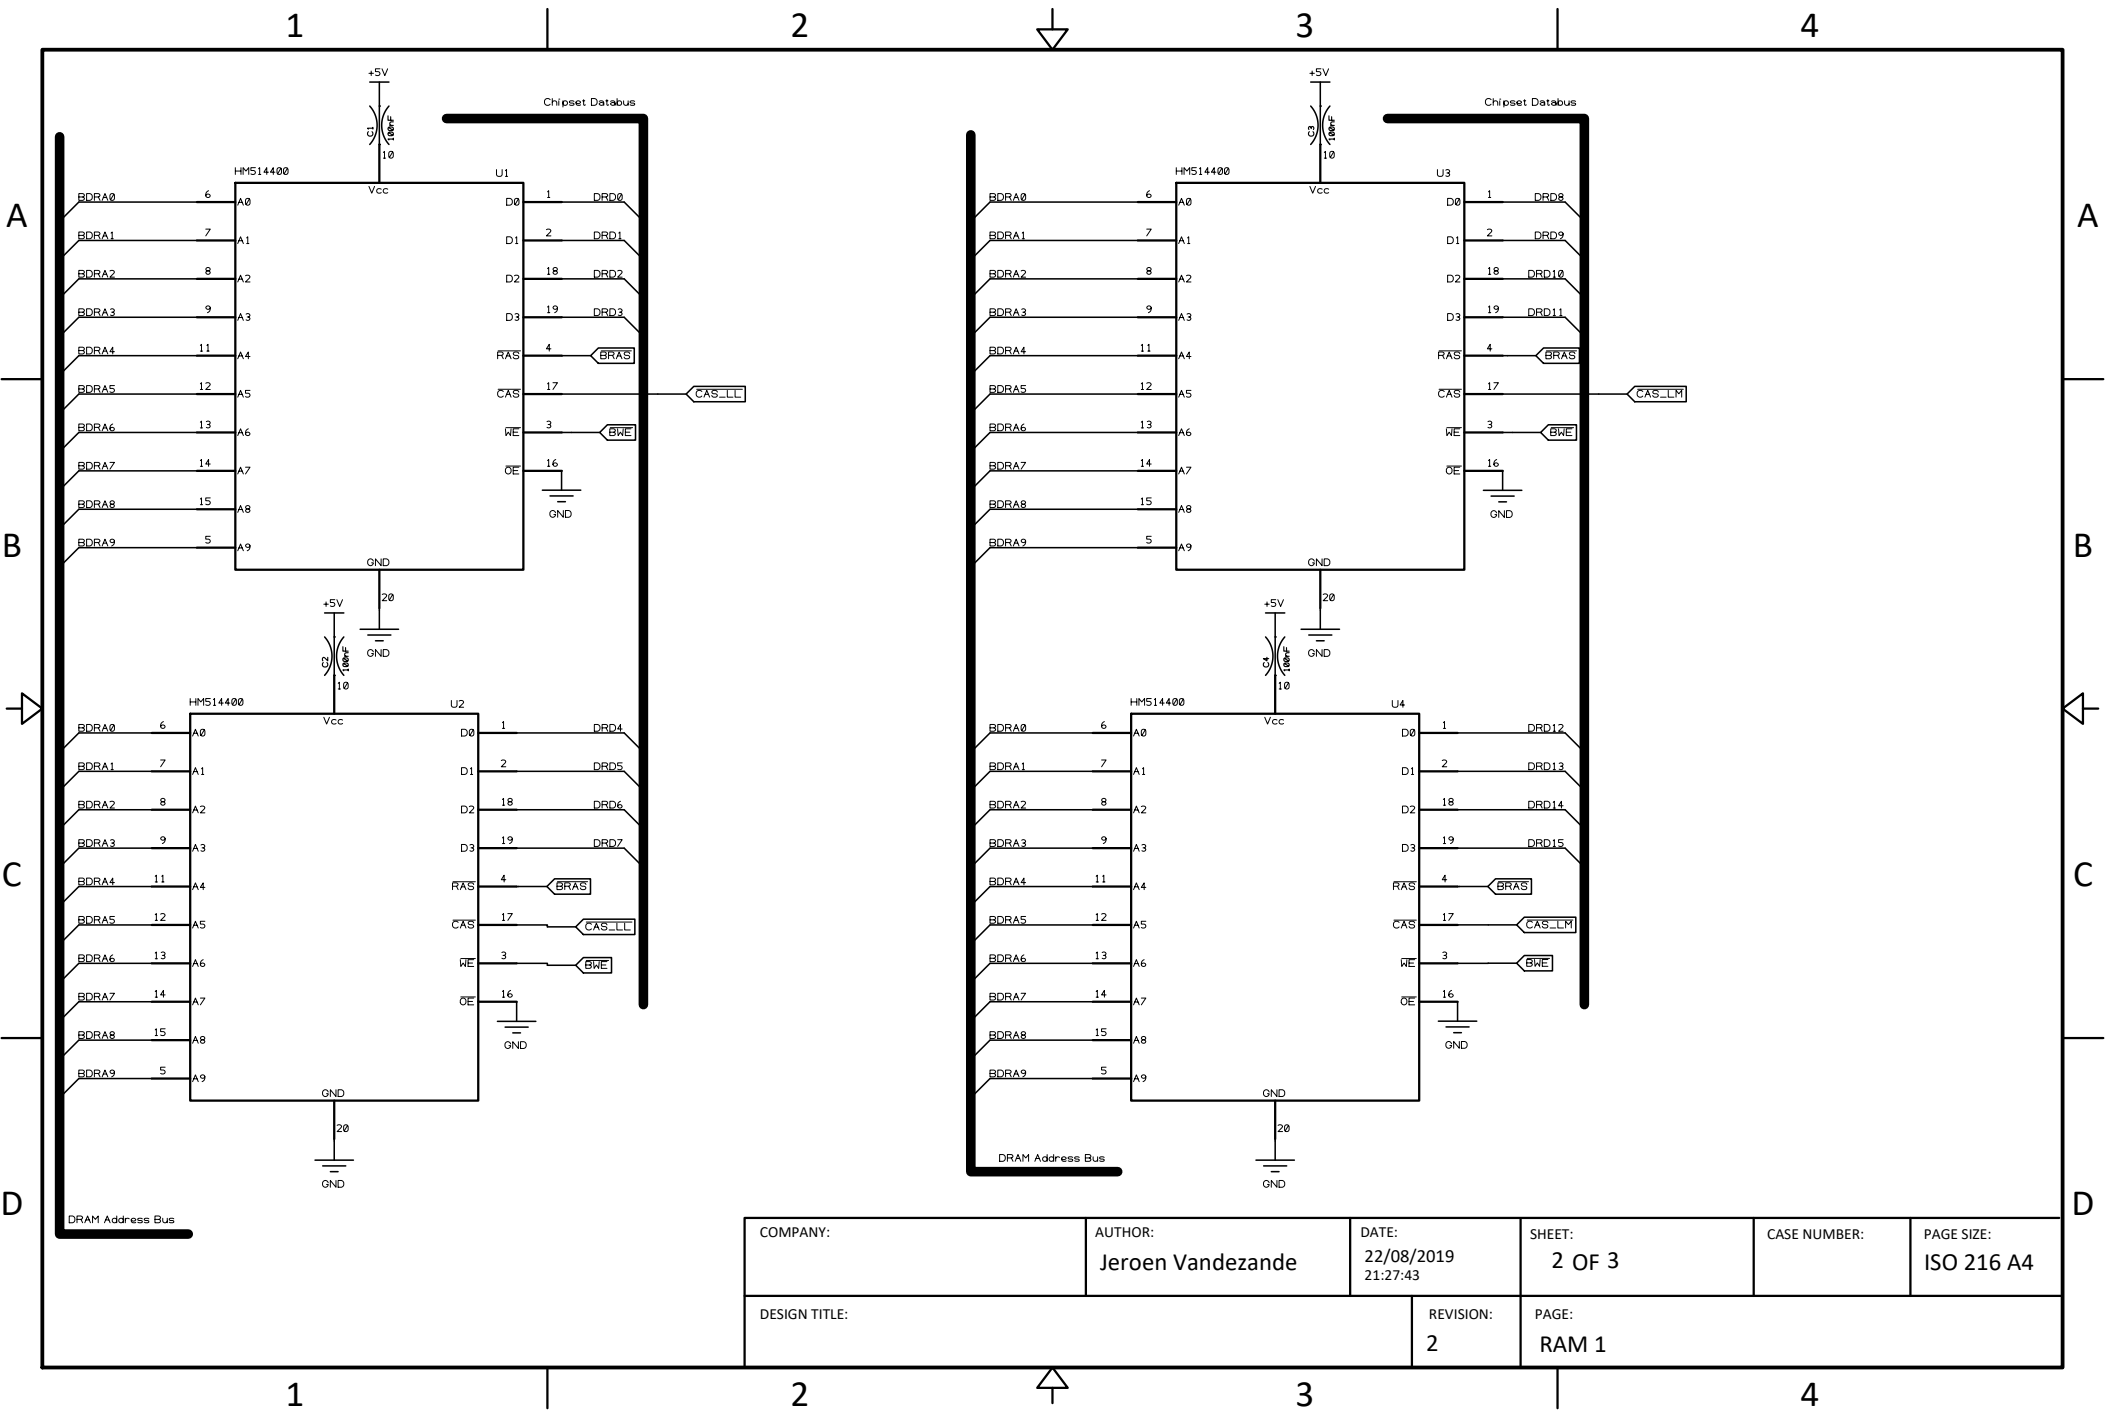 1 2 3 4
A A
B B
C C
D D
+5V
C1
100nF
10
Chipset Databus
HM514400 U1
Vcc
BDRA0 6 A0 D0 1 DRD0
BDRA1 7 A1 D1 2 DRD1
BDRA2 8 A2 D2 18 DRD2
BDRA3 9 A3 D3 19 DRD3
BDRA4 11 A4 RAS 4 BRAS
BDRA5 12 A5 CAS 17 CAS_LL
BDRA6 13 A6 WE 3 BWE
BDRA7 14 A7 OE 16
BDRA8 15 A8 GND
BDRA9 5 A9
GND
20
GND
+5V
C2
100nF
10
HM514400 U2
Vcc
BDRA0 6 A0 D0 1 DRD4
BDRA1 7 A1 D1 2 DRD5
BDRA2 8 A2 D2 18 DRD6
BDRA3 9 A3 D3 19 DRD7
BDRA4 11 A4 RAS 4 BRAS
BDRA5 12 A5 CAS 17 CAS_LL
BDRA6 13 A6 WE 3 BWE
BDRA7 14 A7 OE 16
BDRA8 15 A8 GND
BDRA9 5 A9
GND
20
GND
DRAM Address Bus
+5V
C3
100nF
10
Chipset Databus
HM514400 U3
Vcc
BDRA0 6 A0 D0 1 DRD8
BDRA1 7 A1 D1 2 DRD9
BDRA2 8 A2 D2 18 DRD10
BDRA3 9 A3 D3 19 DRD11
BDRA4 11 A4 RAS 4 BRAS
BDRA5 12 A5 CAS 17 CAS_LM
BDRA6 13 A6 WE 3 BWE
BDRA7 14 A7 OE 16
BDRA8 15 A8 GND
BDRA9 5 A9
GND
20
GND
+5V
C4
100nF
10
HM514400 U4
Vcc
BDRA0 6 A0 D0 1 DRD12
BDRA1 7 A1 D1 2 DRD13
BDRA2 8 A2 D2 18 DRD14
BDRA3 9 A3 D3 19 DRD15
BDRA4 11 A4 RAS 4 BRAS
BDRA5 12 A5 CAS 17 CAS_LM
BDRA6 13 A6 WE 3 BWE
BDRA7 14 A7 OE 16
BDRA8 15 A8 GND
BDRA9 5 A9
GND
20
GND
DRAM Address Bus
COMPANY:
AUTHOR:
Jeroen Vandezande
DATE:
22/08/2019
21:27:43
SHEET:
2 OF 3
CASE NUMBER:
PAGE SIZE:
ISO 216 A4
DESIGN TITLE:
REVISION:
2
PAGE:
RAM 1
1 2 3 4